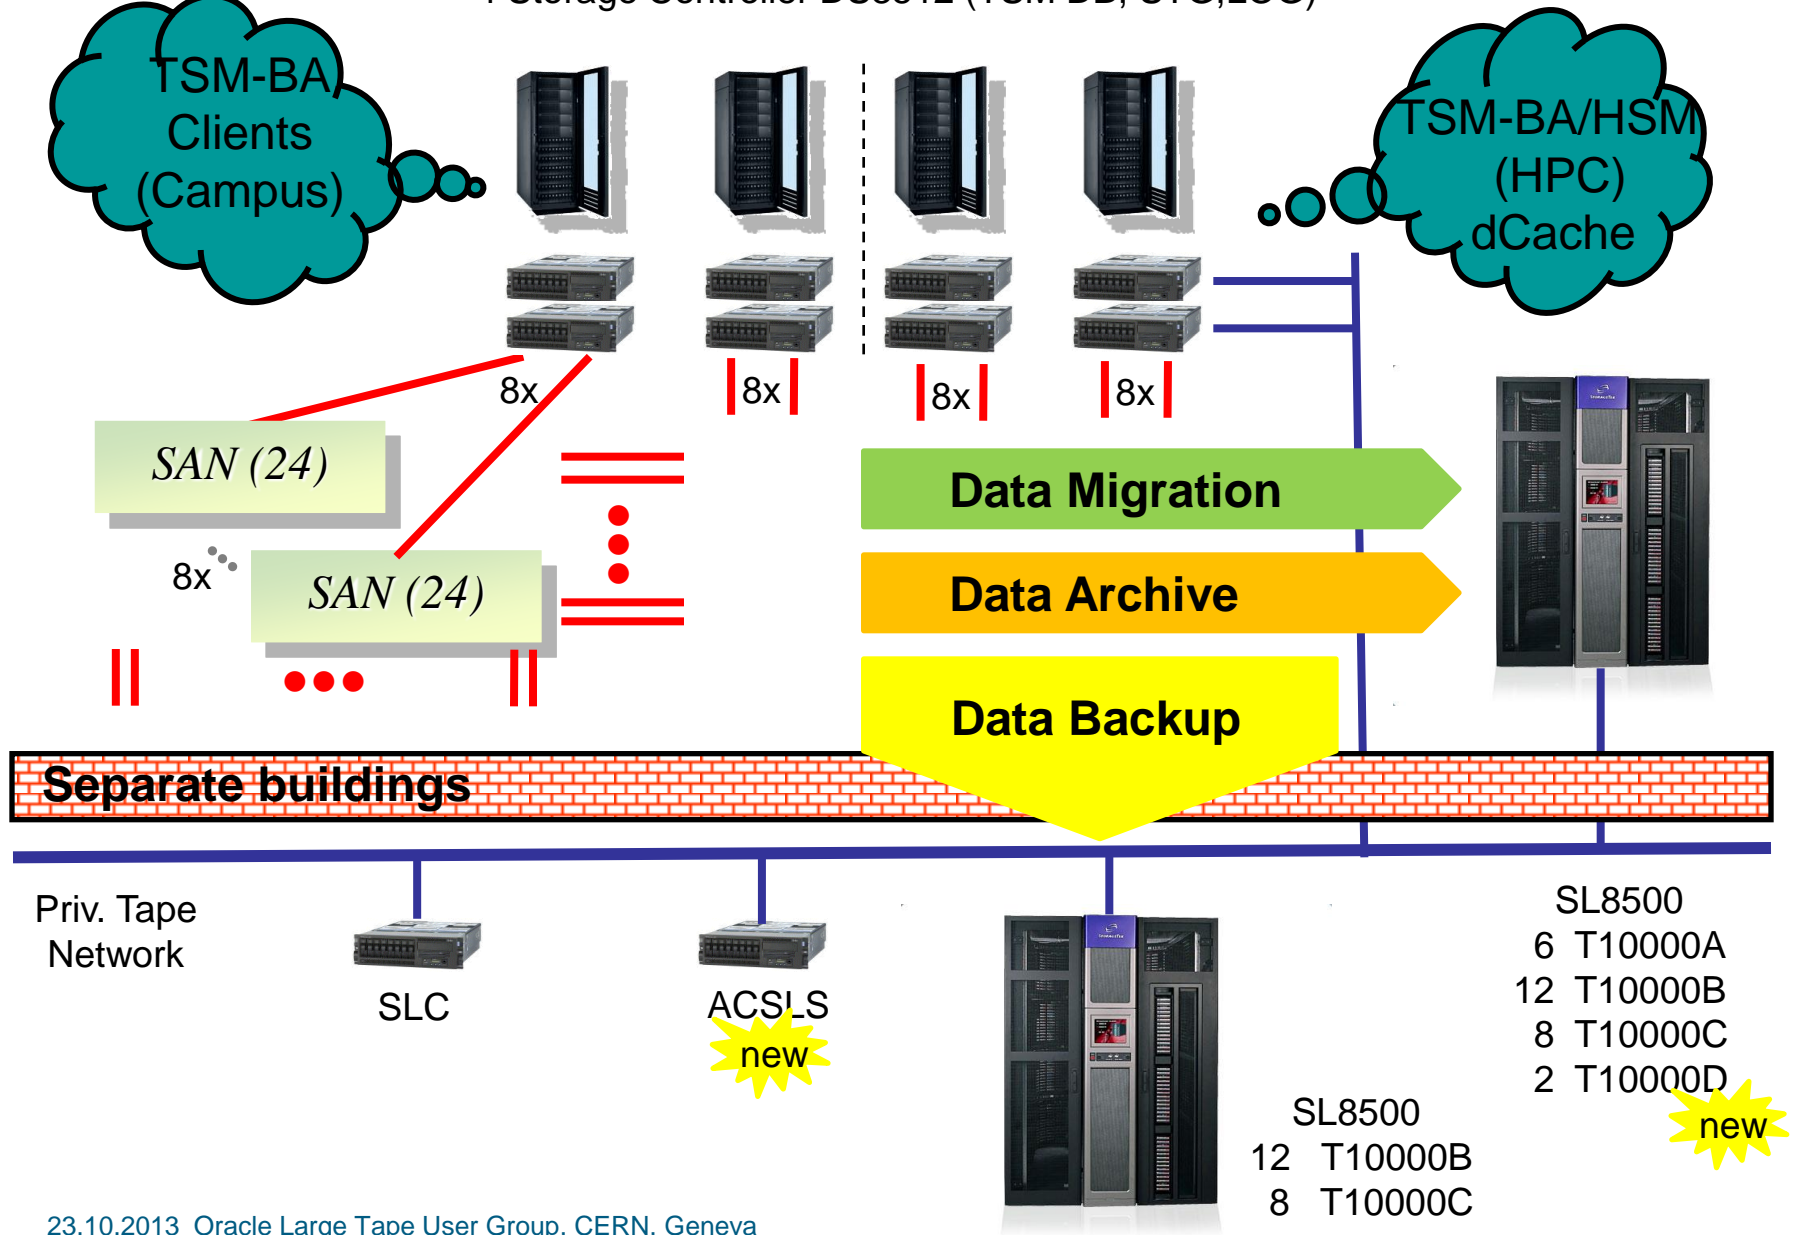 TSM-BA
Clients
(Campus)
TSM-BA/HSM
(HPC)
dCache
8x
8x
8x
8x
SAN (24)
8x
SAN (24)
Data Migration
Data Archive
Data Backup
Separate buildings
Priv. Tape
Network
SLC
ACSLS
new
SL8500
6 T10000A
12 T10000B
8 T10000C
2 T10000D
new
SL8500
12 T10000B
8 T10000C
23.10.2013 Oracle Large Tape User Group, CERN, Geneva